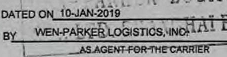 DATED ON 10-JAN-2019
BY WEN-PARKER LOGISTICS, INC.
AS AGENT FOR THE CARRIER